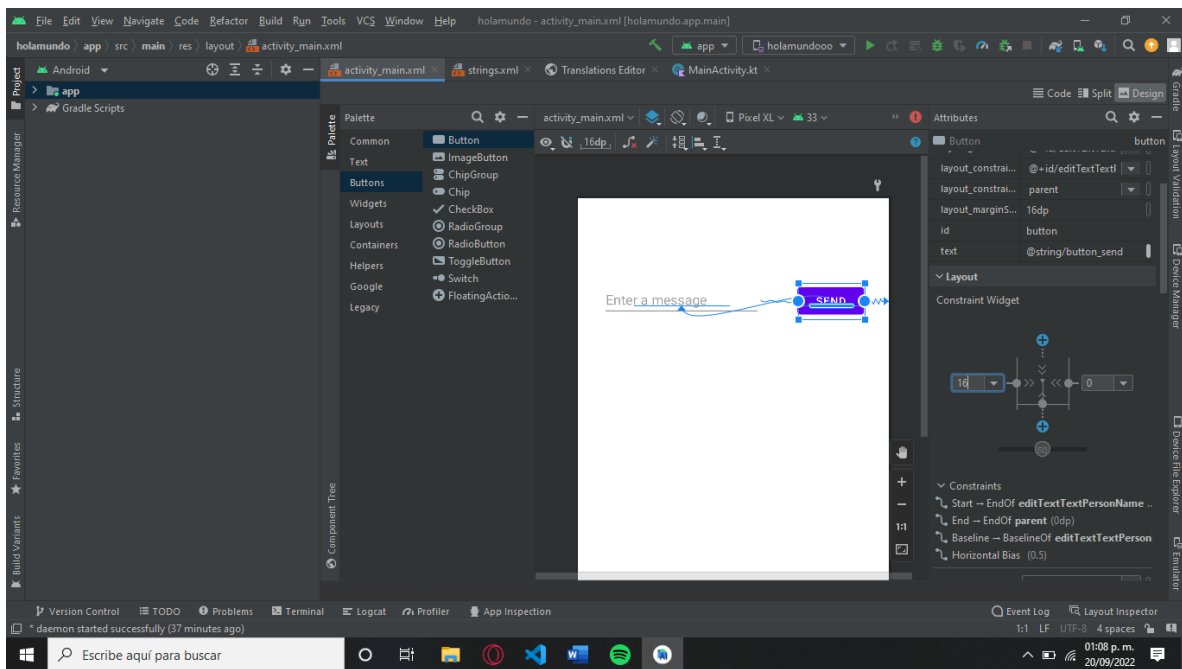 File Edit View Navigate Code Refactor Build Run Tools VCS Window Help holamundo - activity_main.xml [holamundo.app.main]
holamundo app src main res layout activity_main.xml app holamundooo
Project
Android
activity_main.xml strings.xml Translations Editor MainActivity.kt
app
Gradle Scripts
Code Split Design
Gradle
Resource Manager
Palette
Palette
activity_main.xml Pixel XL 33
Attributes
Common
Text
Buttons
Widgets
Layouts
Containers
Helpers
Google
Legacy
Button
ImageButton
ChipGroup
Chip
CheckBox
RadioGroup
RadioButton
ToggleButton
Switch
FloatingActio...
16dp
Enter a message
SEND
1:1
Button button
layout_constrai... @+id/editTextTextI
layout_constrai... parent
layout_marginS... 16dp
id button
text @string/button_send
Layout
Constraint Widget
16
0
50
Constraints
Start → EndOf editTextTextPersonName ..
End → EndOf parent (0dp)
Baseline → BaselineOf editTextTextPerson
Horizontal Bias (0.5)
Layout Validation
Device Manager
Device File Explorer
Emulator
Structure
Favorites
Build Variants
Component Tree
Version Control TODO Problems Terminal Logcat Profiler App Inspection Event Log Layout Inspector
* daemon started successfully (37 minutes ago) 1:1 LF UTF-8 4 spaces
Escribe aquí para buscar
01:08 p. m.
20/09/2022